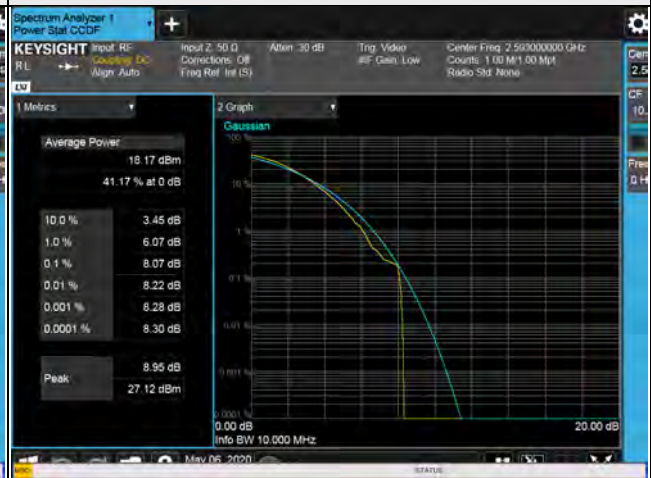 Spectrum Analyzer 1
Power Stat CCDF
+
KEYSIGHT Input: RF
RL
Coupling: DC
Align: Auto
Input Z: 50 Ω
Corrections: Off
Freq Ref: Int (S)
Atten: 30 dB
Trig: Video
#IF Gain: Low
Center Freq: 2.593000000 GHz
Counts: 1.00 M/1.00 Mpt
Radio Std: None
1 Metrics
Average Power
18.17 dBm
41.17 % at 0 dB
10.0 % 3.45 dB
1.0 % 6.07 dB
0.1 % 8.07 dB
0.01 % 8.22 dB
0.001 % 8.28 dB
0.0001 % 8.30 dB
Peak
8.95 dB
27.12 dBm
2 Graph
Gaussian
100 %
10 %
1 %
0.1 %
0.01 %
0.001 %
0.0001 %
0.00 dB
20.00 dB
Info BW 10.000 MHz
May 06, 2020
MSG
STATUS
CF
10.